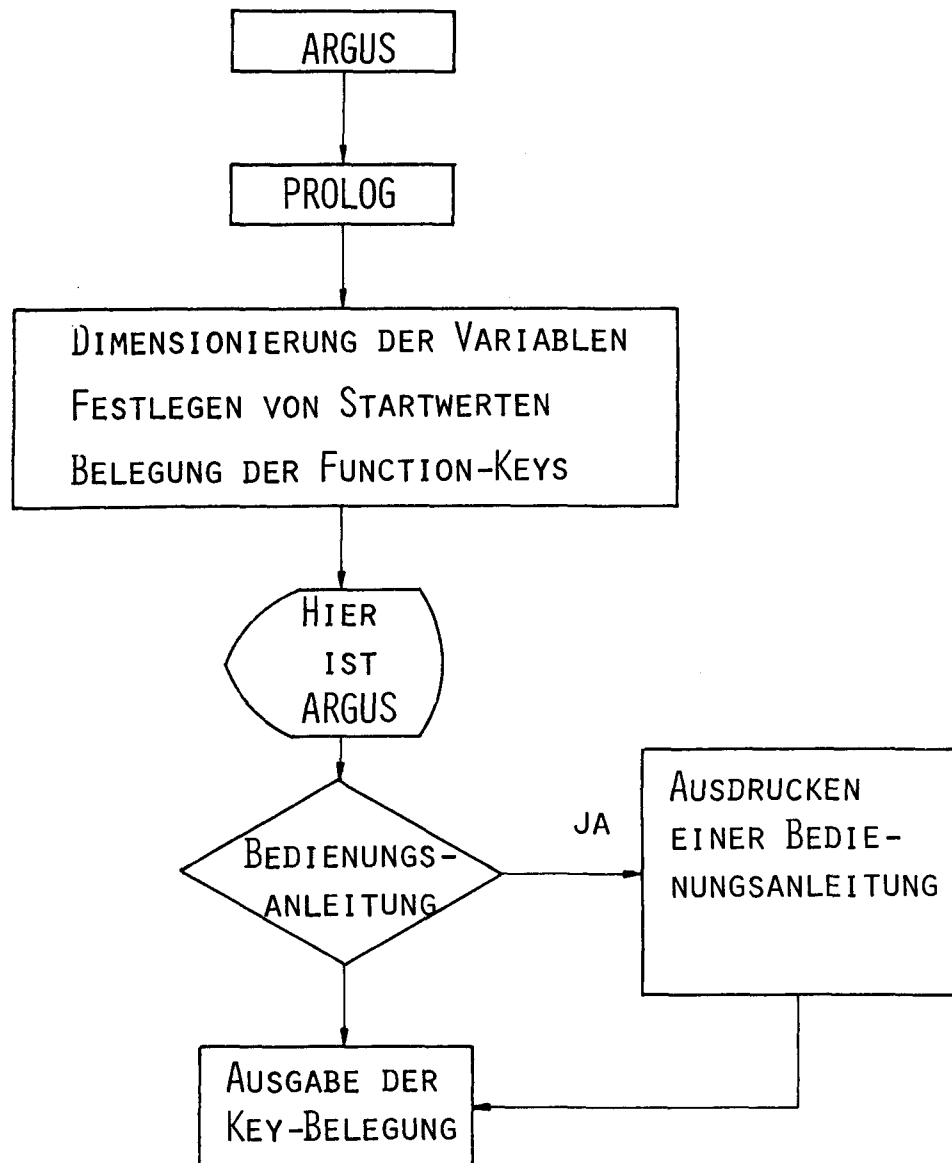 ARGUS
PROLOG
DIMENSIONIERUNG DER VARIABLEN
FESTLEGEN VON STARTWERTEN
BELEGUNG DER FUNCTION-KEYS
HIER
IST
ARGUS
BEDIENUNGS-
ANLEITUNG
JA
AUSDRUCKEN
EINER BEDIE-
NUNGSANLEITUNG
AUSGABE DER
KEY-BELEGUNG